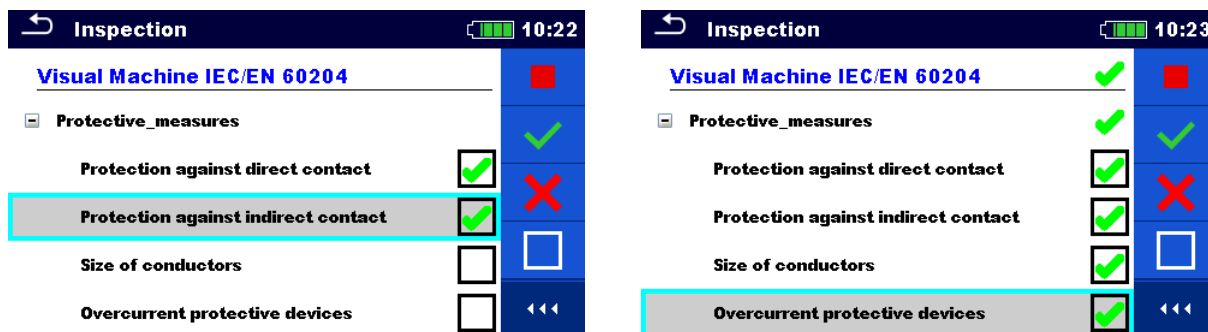 Inspection 10:22
Visual Machine IEC/EN 60204
Protective_measures
Protection against direct contact
Protection against indirect contact
Size of conductors
Overcurrent protective devices
Inspection 10:23
Visual Machine IEC/EN 60204
Protective_measures
Protection against direct contact
Protection against indirect contact
Size of conductors
Overcurrent protective devices